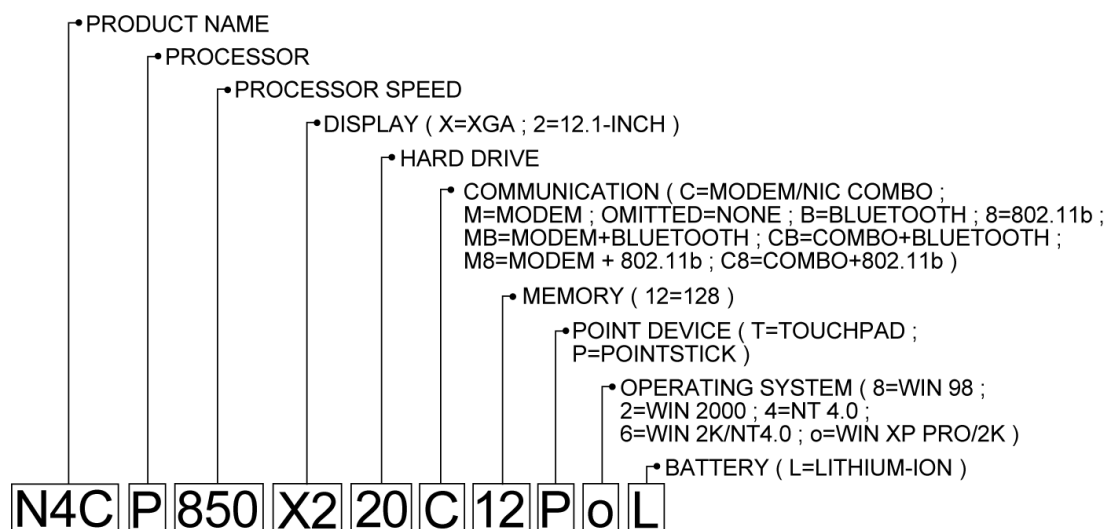 PRODUCT NAME
PROCESSOR
PROCESSOR SPEED
DISPLAY ( X=XGA ; 2=12.1-INCH )
HARD DRIVE
COMMUNICATION ( C=MODEM/NIC COMBO ;
M=MODEM ; OMITTED=NONE ; B=BLUETOOTH ; 8=802.11b ;
MB=MODEM+BLUETOOTH ; CB=COMBO+BLUETOOTH ;
M8=MODEM + 802.11b ; C8=COMBO+802.11b )
MEMORY ( 12=128 )
POINT DEVICE ( T=TOUCHPAD ;
P=POINTSTICK )
OPERATING SYSTEM ( 8=WIN 98 ;
2=WIN 2000 ; 4=NT 4.0 ;
6=WIN 2K/NT4.0 ; o=WIN XP PRO/2K )
BATTERY ( L=LITHIUM-ION )
N4C P 850 X2 20 C 12 P o L